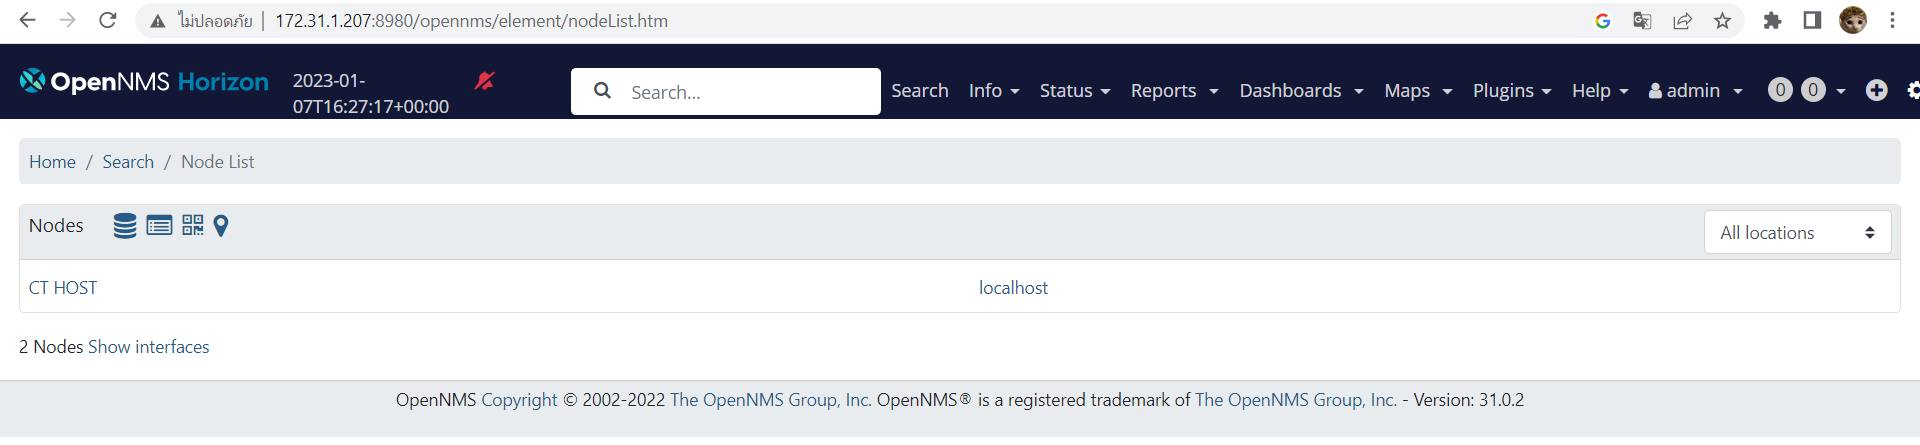 ไม่ปลอดภัย 172.31.1.207:8980/opennms/element/nodeList.htm
OpenNMS Horizon
2023-01-
07T16:27:17+00:00
Search...
Search Info Status Reports Dashboards Maps Plugins Help admin 0 0
Home / Search / Node List
Nodes
All locations
CT HOST
localhost
2 Nodes Show interfaces
OpenNMS Copyright © 2002-2022 The OpenNMS Group, Inc. OpenNMS® is a registered trademark of The OpenNMS Group, Inc. - Version: 31.0.2